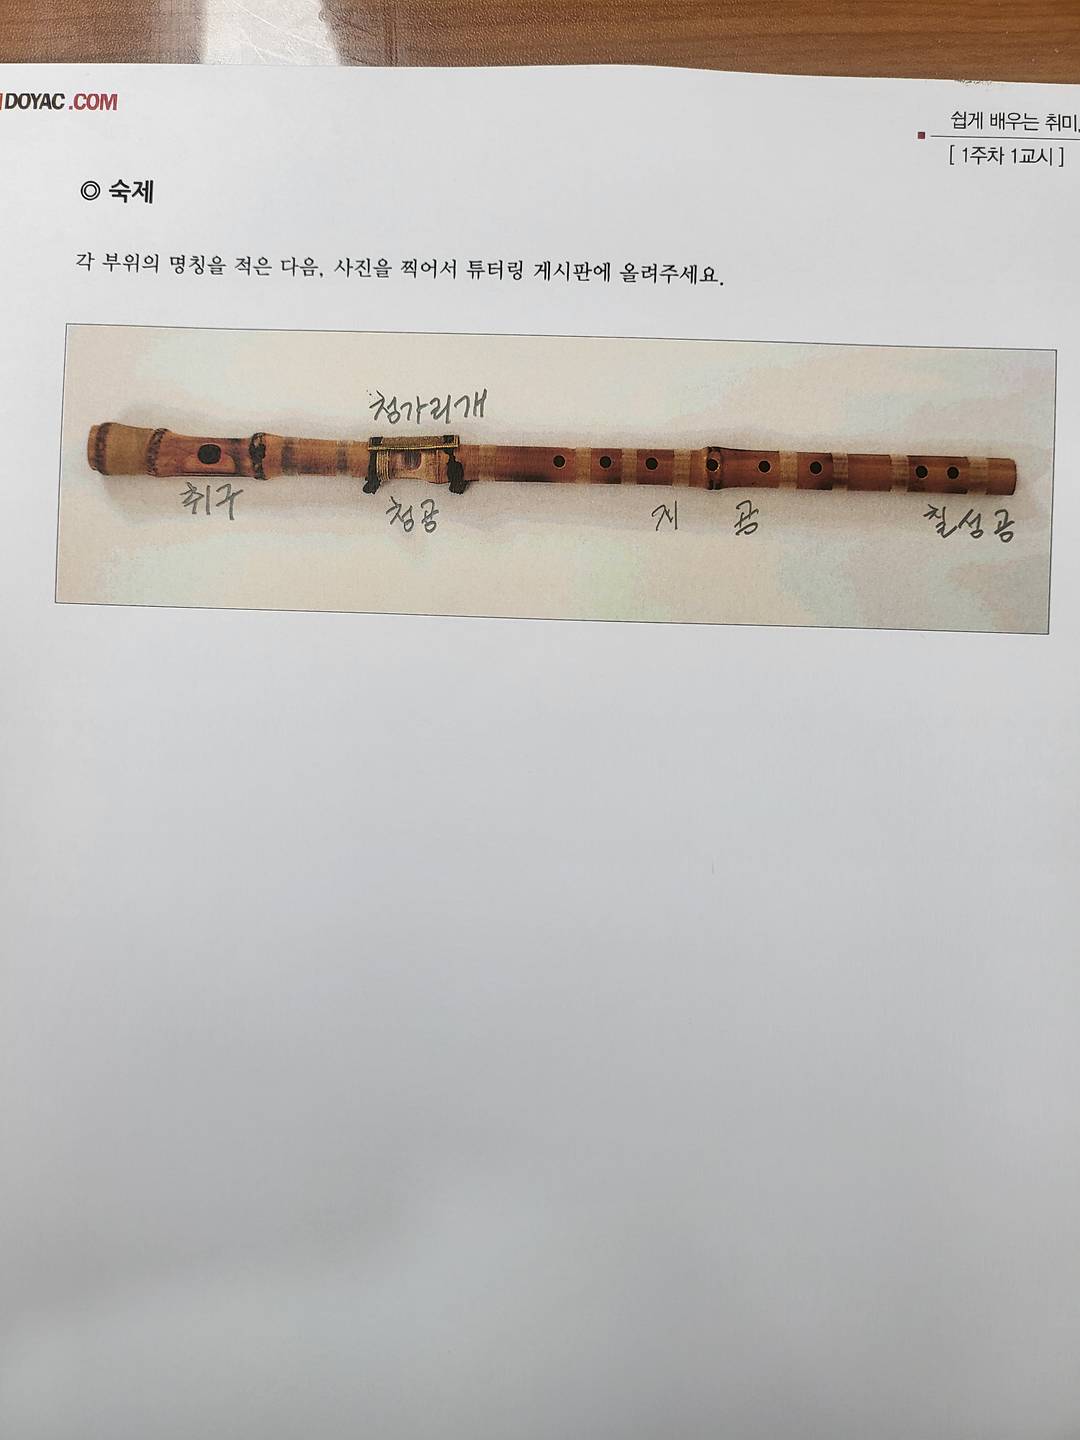 DOYAC.COM
쉽게 배우는 취미,
[ 1주차 1교시 ]
◎ 숙제
각 부위의 명칭을 적은 다음, 사진을 찍어서 튜터링 게시판에 올려주세요.
청가리개
취구
청공
지 공
칠성공